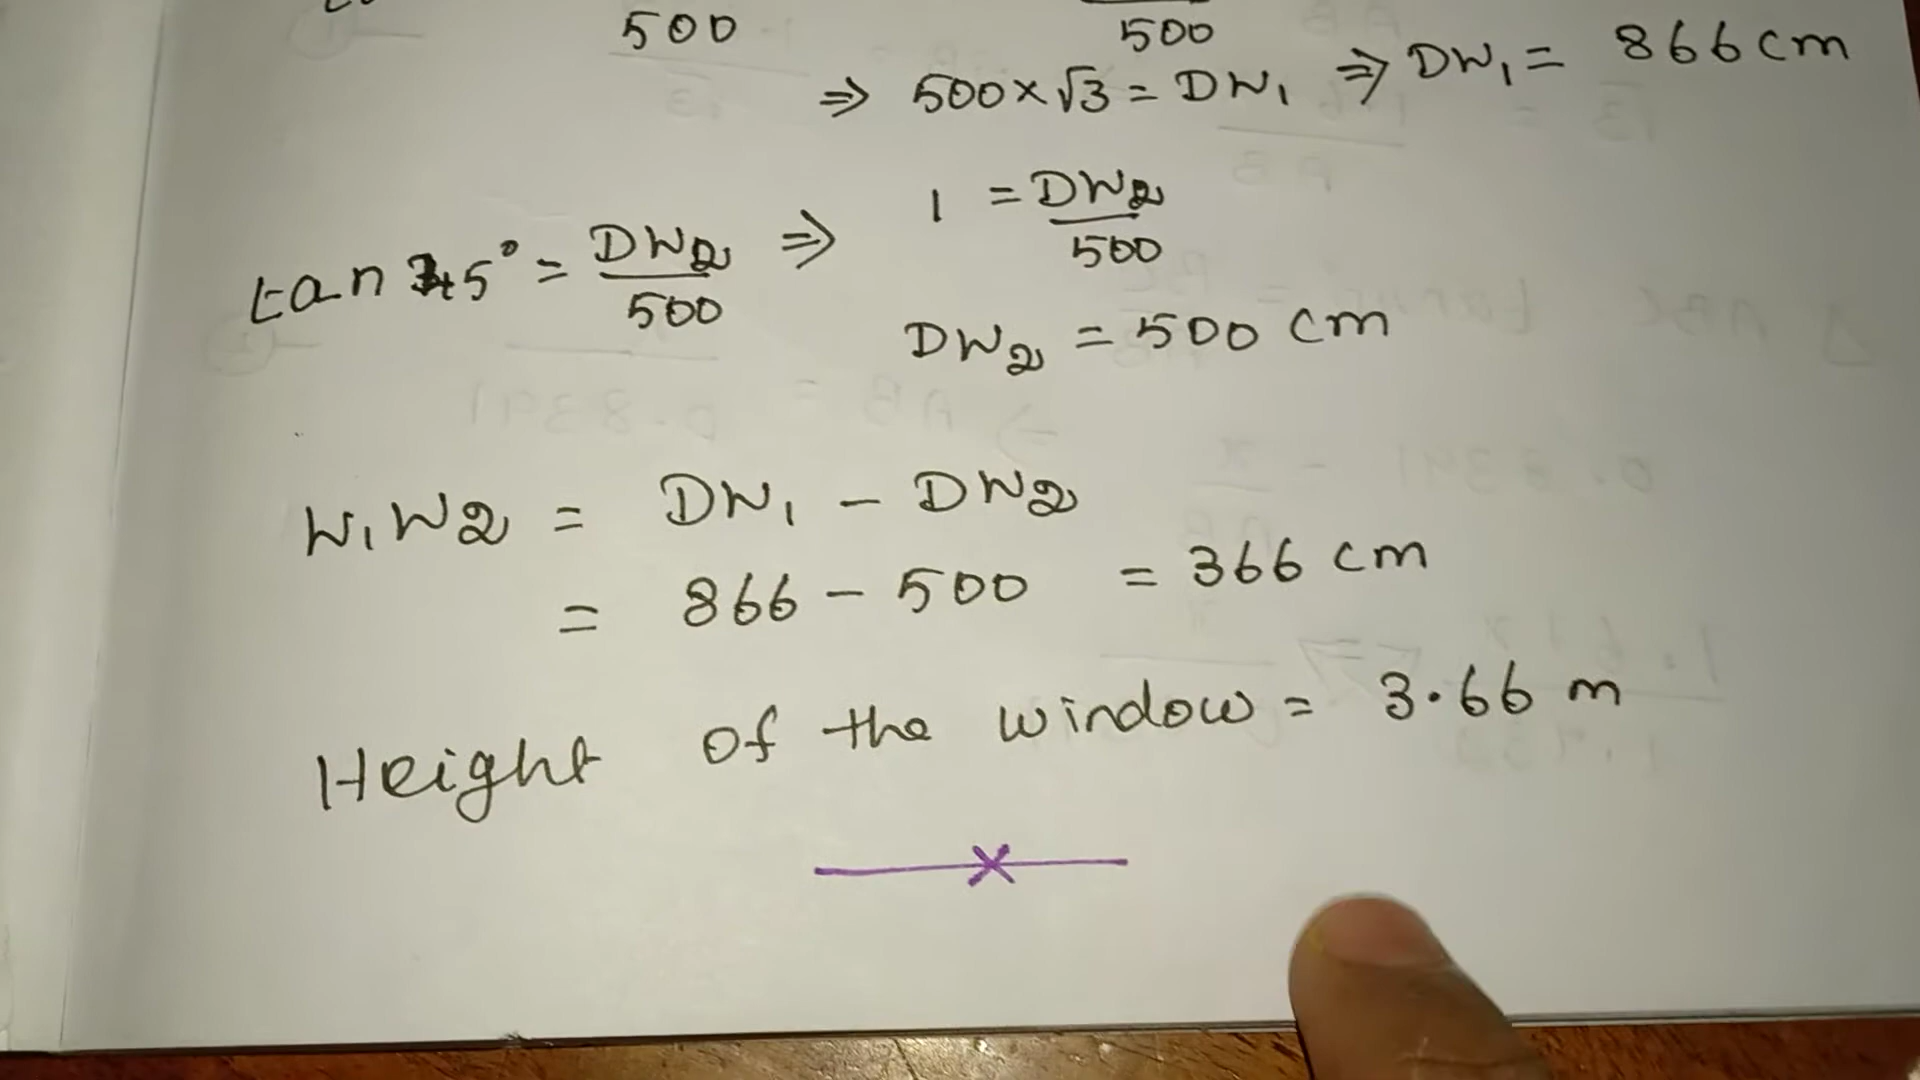 500 500
⇒ 500×√3 = DW₁ ⇒ DW₁ = 866 cm
tan 45° = DW₂/500 ⇒ 1 = DW₂/500
DW₂ = 500 cm
W₁W₂ = DW₁ − DW₂
= 866 − 500 = 366 cm
Height of the window = 3.66 m